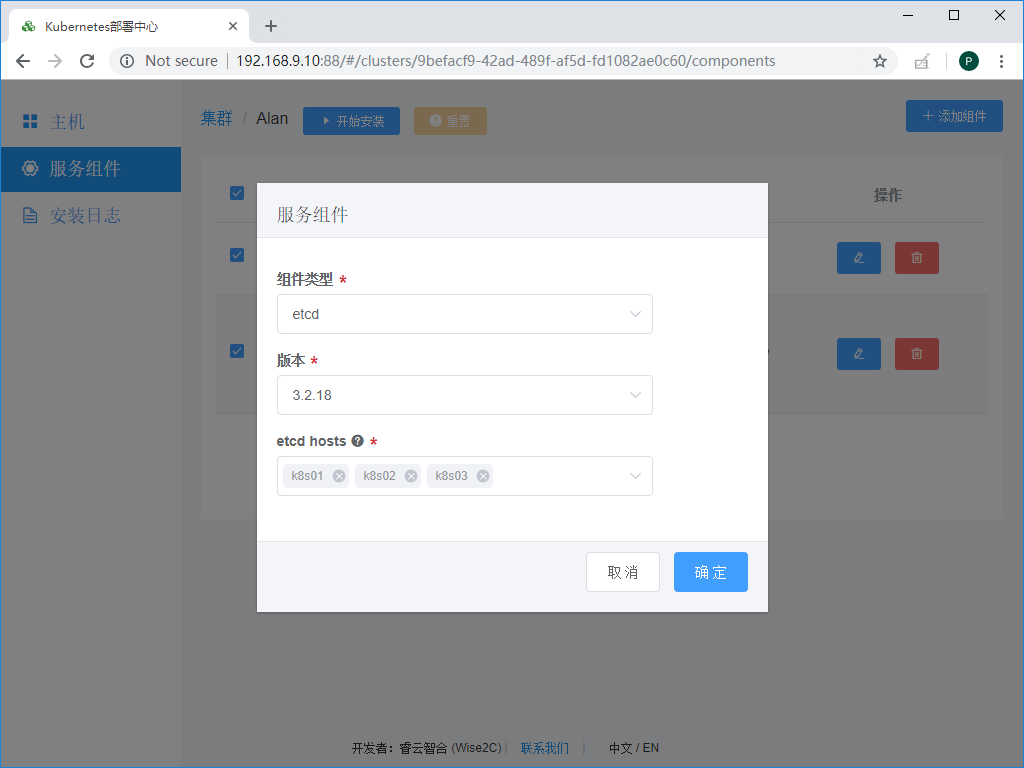 Kubernetes部署中心
Not secure | 192.168.9.10:88/#/clusters/9befacf9-42ad-489f-af5d-fd1082ae0c60/components
P
主机
服务组件
安装日志
集群 / Alan 开始安装 重置 添加组件
操作
服务组件
组件类型 *
etcd
版本 *
3.2.18
etcd hosts ? *
k8s01 k8s02 k8s03
取 消 确 定
开发者：睿云智合 (Wise2C) | 联系我们 | 中文 / EN